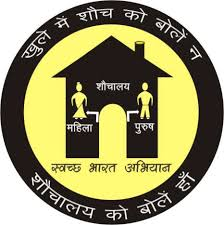 खुले में शौच को बोलें न
शौचालय
महिला पुरुष
स्वच्छ भारत अभियान
शौचालय को बोलें हाँ